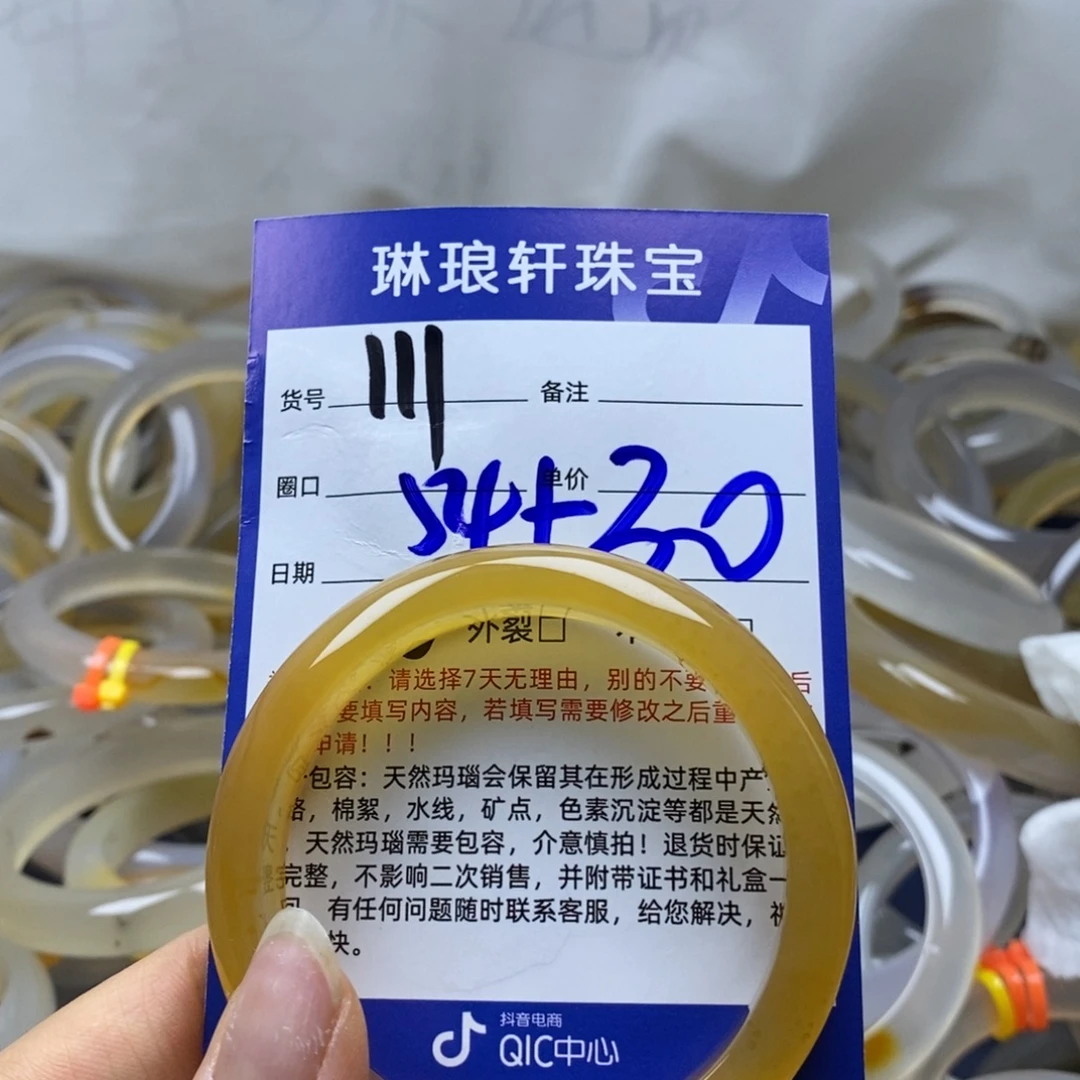 琳琅轩珠宝
货号 111 备注
圈口 54+ 单价 30
日期
外裂□
请选择7天无理由，别的不要 后
要填写内容，若填写需要修改之后重
申请！！！
包容：天然玛瑙会保留其在形成过程中产
络，棉絮，水线，矿点，色素沉淀等都是天然
天然玛瑙需要包容，介意慎拍！退货时保证
完整，不影响二次销售，并附带证书和礼盒一
有任何问题随时联系客服，给您解决，祝
快。
抖音电商
QIC中心